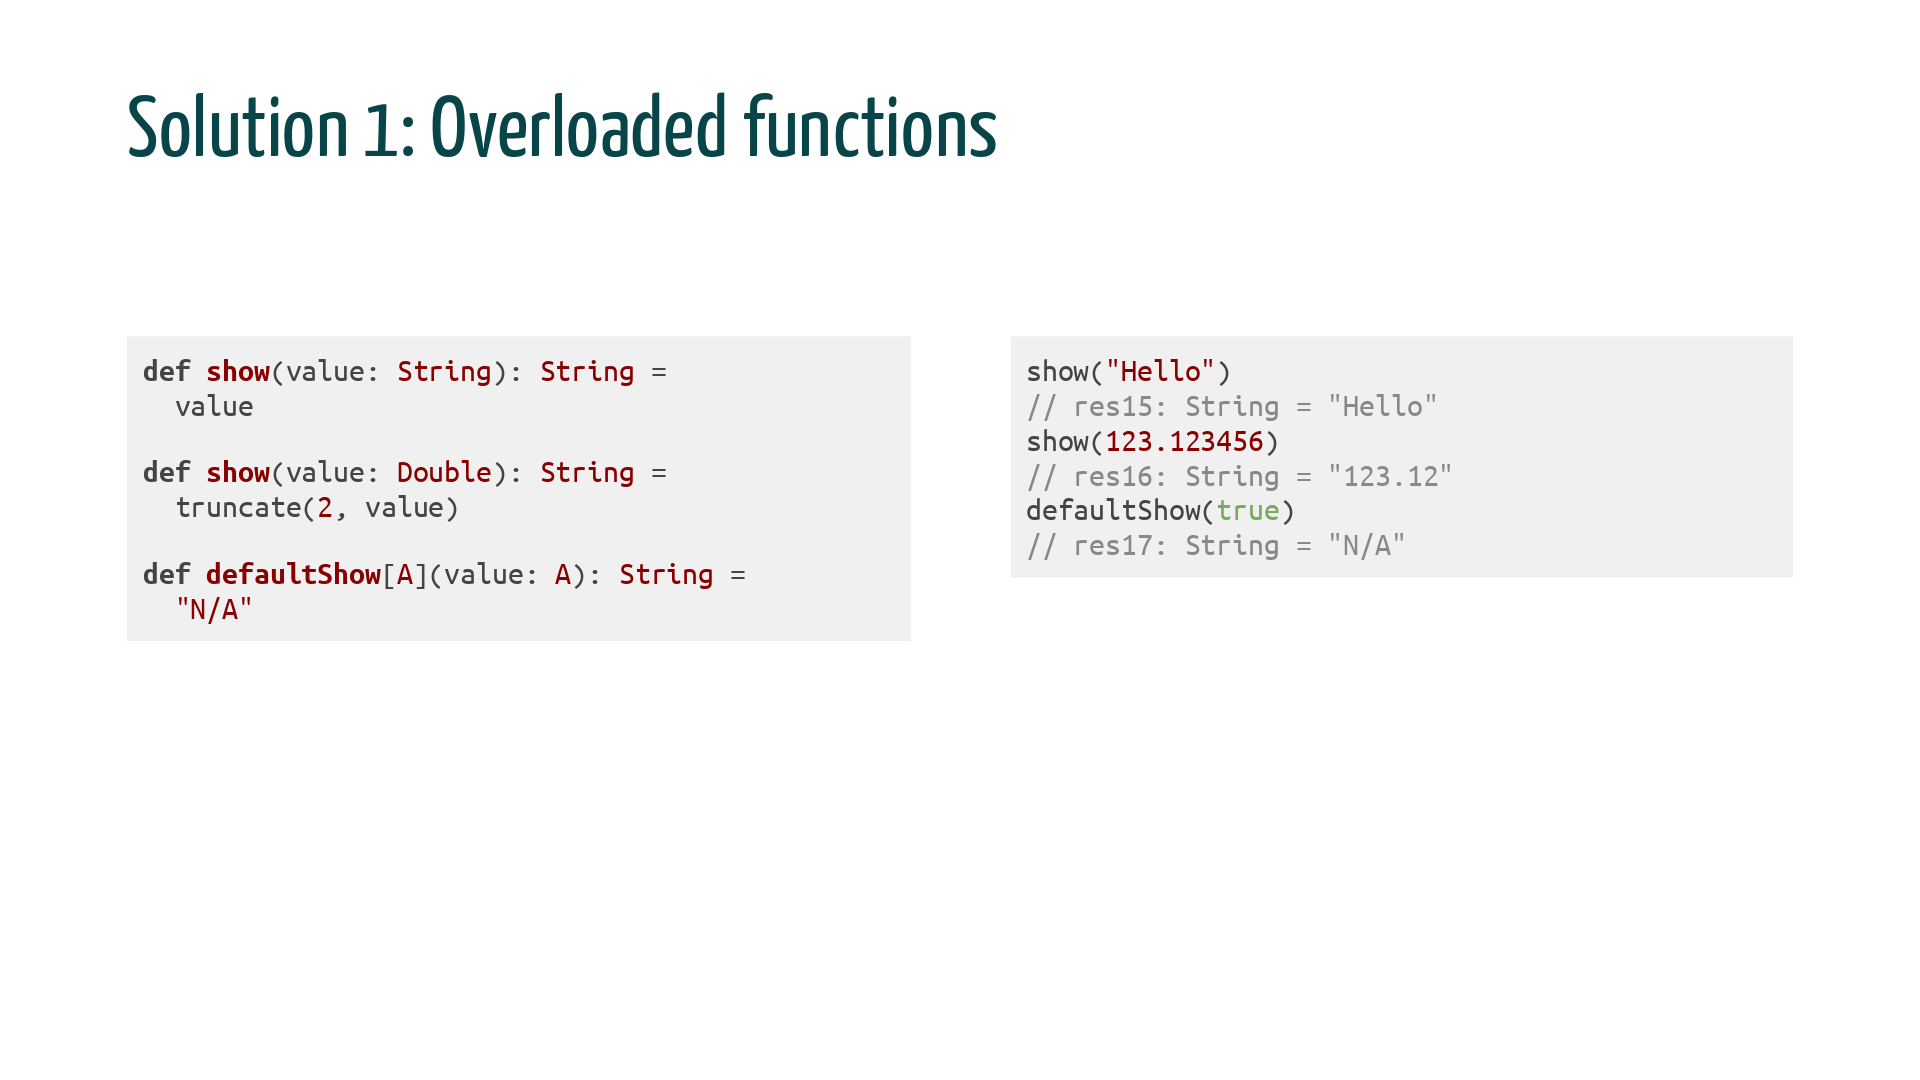 Solution 1: Overloaded functions
def show(value: String): String =
  value
def show(value: Double): String =
  truncate(2, value)
def defaultShow[A](value: A): String =
  "N/A"
show("Hello")
// res15: String = "Hello"
show(123.123456)
// res16: String = "123.12"
defaultShow(true)
// res17: String = "N/A"